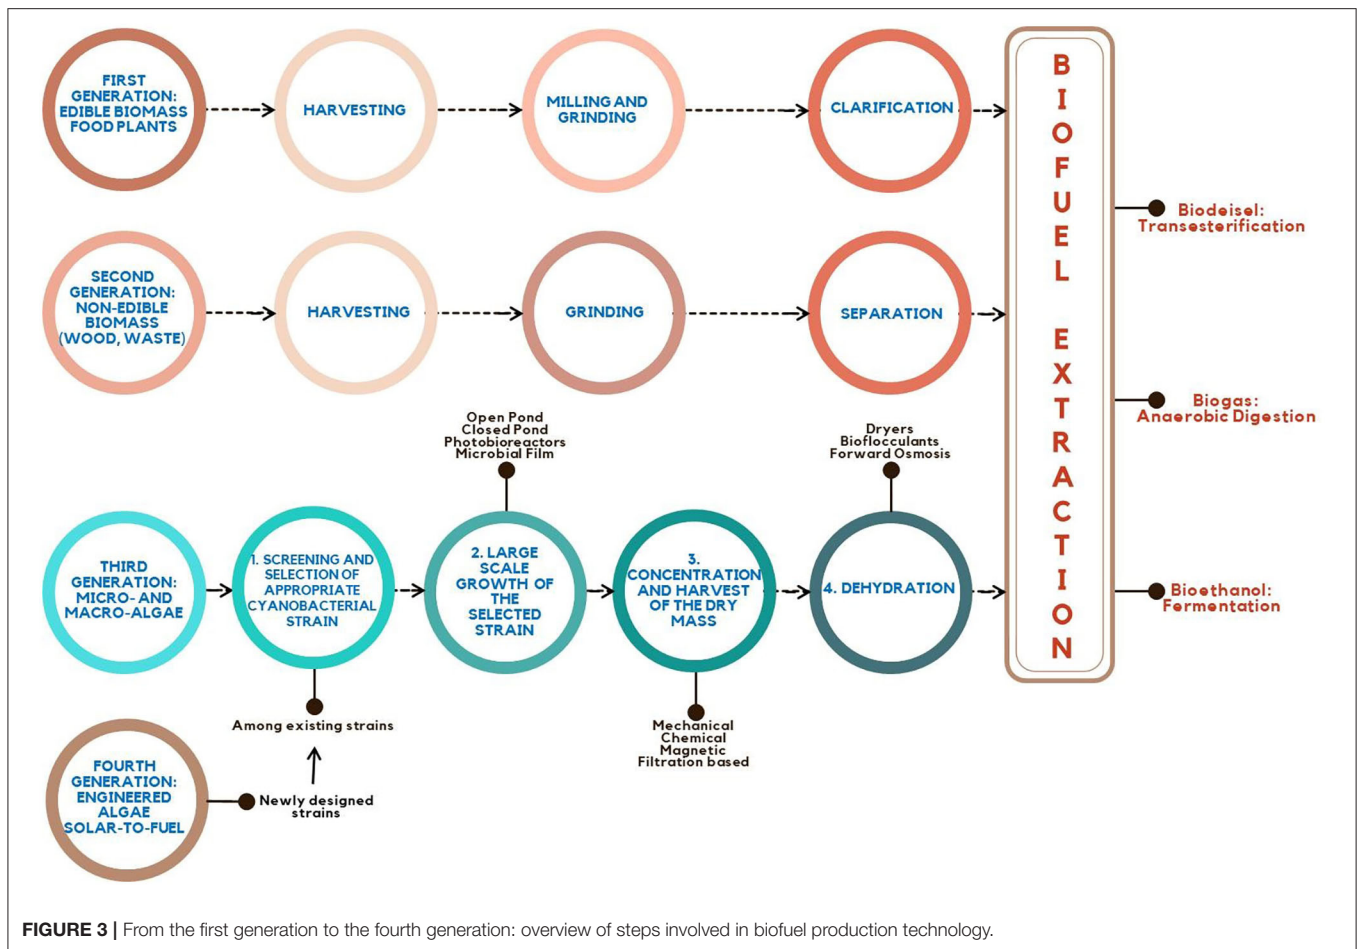 FIRST
GENERATION:
EDIBLE BIOMASS
FOOD PLANTS
HARVESTING
MILLING AND
GRINDING
CLARIFICATION
SECOND
GENERATION:
NON-EDIBLE
BIOMASS
(WOOD, WASTE)
HARVESTING
GRINDING
SEPARATION
Open Pond
Closed Pond
Photobioreactors
Microbial Film
Dryers
Bioflocculants
Forward Osmosis
THIRD
GENERATION:
MICRO- AND
MACRO-ALGAE
1. SCREENING AND
SELECTION OF
APPROPRIATE
CYANOBACTERIAL
STRAIN
2. LARGE
SCALE
GROWTH OF
THE
SELECTED
STRAIN
3.
CONCENTRATION
AND HARVEST
OF THE DRY
MASS
4. DEHYDRATION
Among existing strains
Mechanical
Chemical
Magnetic
Filtration based
FOURTH
GENERATION:
ENGINEERED
ALGAE
SOLAR-TO-FUEL
Newly designed
strains
BIOFUEL EXTRACTION
Biodeisel:
Transesterification
Biogas:
Anaerobic Digestion
Bioethanol:
Fermentation
FIGURE 3 | From the first generation to the fourth generation: overview of steps involved in biofuel production technology.